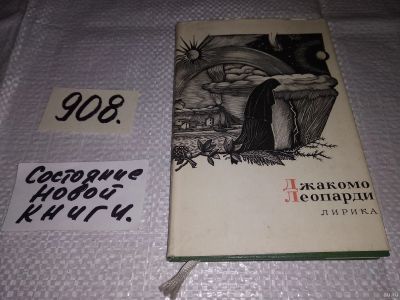 908.
Состояние
новой
книги.
Джакомо
Леопарди
ЛИРИКА